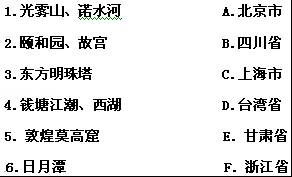 1.光雾山、诺水河 A.北京市
2.颐和园、故宫 B.四川省
3.东方明珠塔 C.上海市
4.钱塘江潮、西湖 D.台湾省
5. 敦煌莫高窟 E. 甘肃省
6.日月潭 F. 浙江省